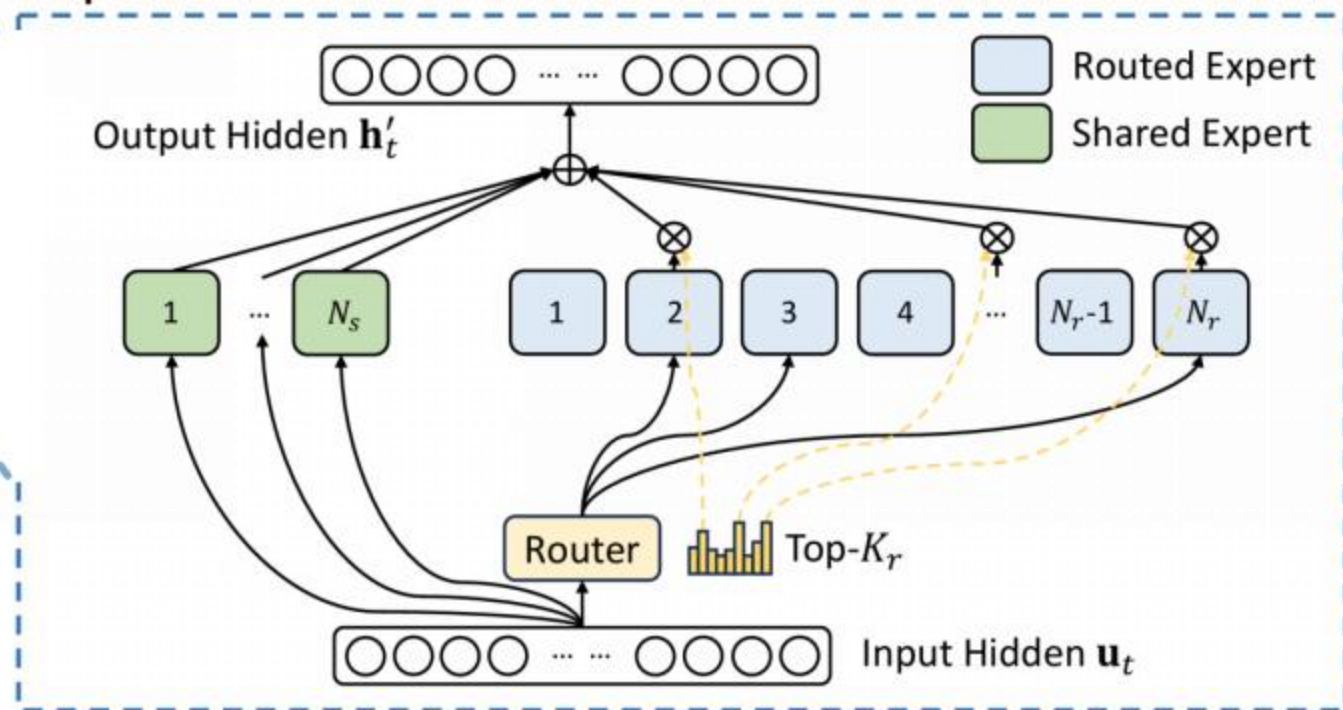 ... ...
Routed Expert
Output Hidden h′ₜ
Shared Expert
1 ... Nₛ 1 2 3 4 ... Nᵣ-1 Nᵣ
Router
Top-Kᵣ
... ...
Input Hidden uₜ